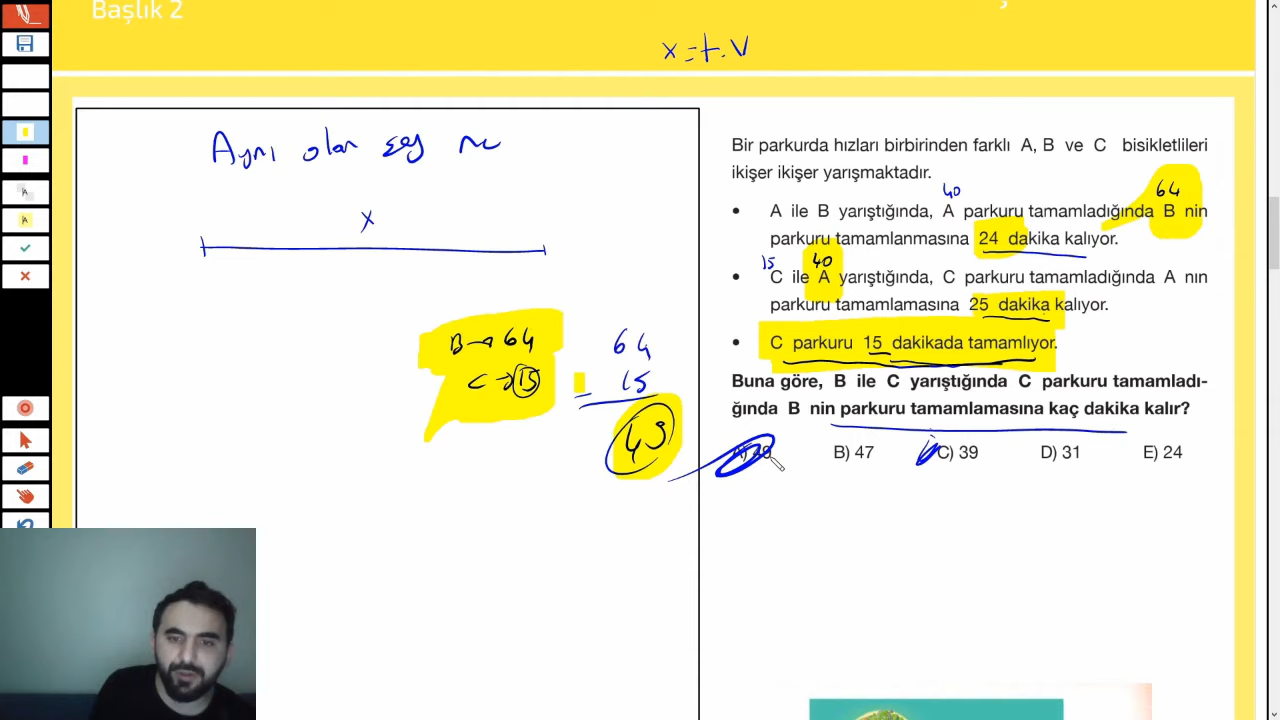 Başlık 2
x = t . V
Aynı olan şey ne
x
B → 64
C → 15
64
15
49
Bir parkurda hızları birbirinden farklı A, B ve C bisikletlileri
ikişer ikişer yarışmaktadır.
40
64
• A ile B yarıştığında, A parkuru tamamladığında B nin
parkuru tamamlanmasına 24 dakika kalıyor.
15
40
• C ile A yarıştığında, C parkuru tamamladığında A nın
parkuru tamamlamasına 25 dakika kalıyor.
• C parkuru 15 dakikada tamamlıyor.
Buna göre, B ile C yarıştığında C parkuru tamamladı-
ğında B nin parkuru tamamlamasına kaç dakika kalır?
A) 49 B) 47 C) 39 D) 31 E) 24